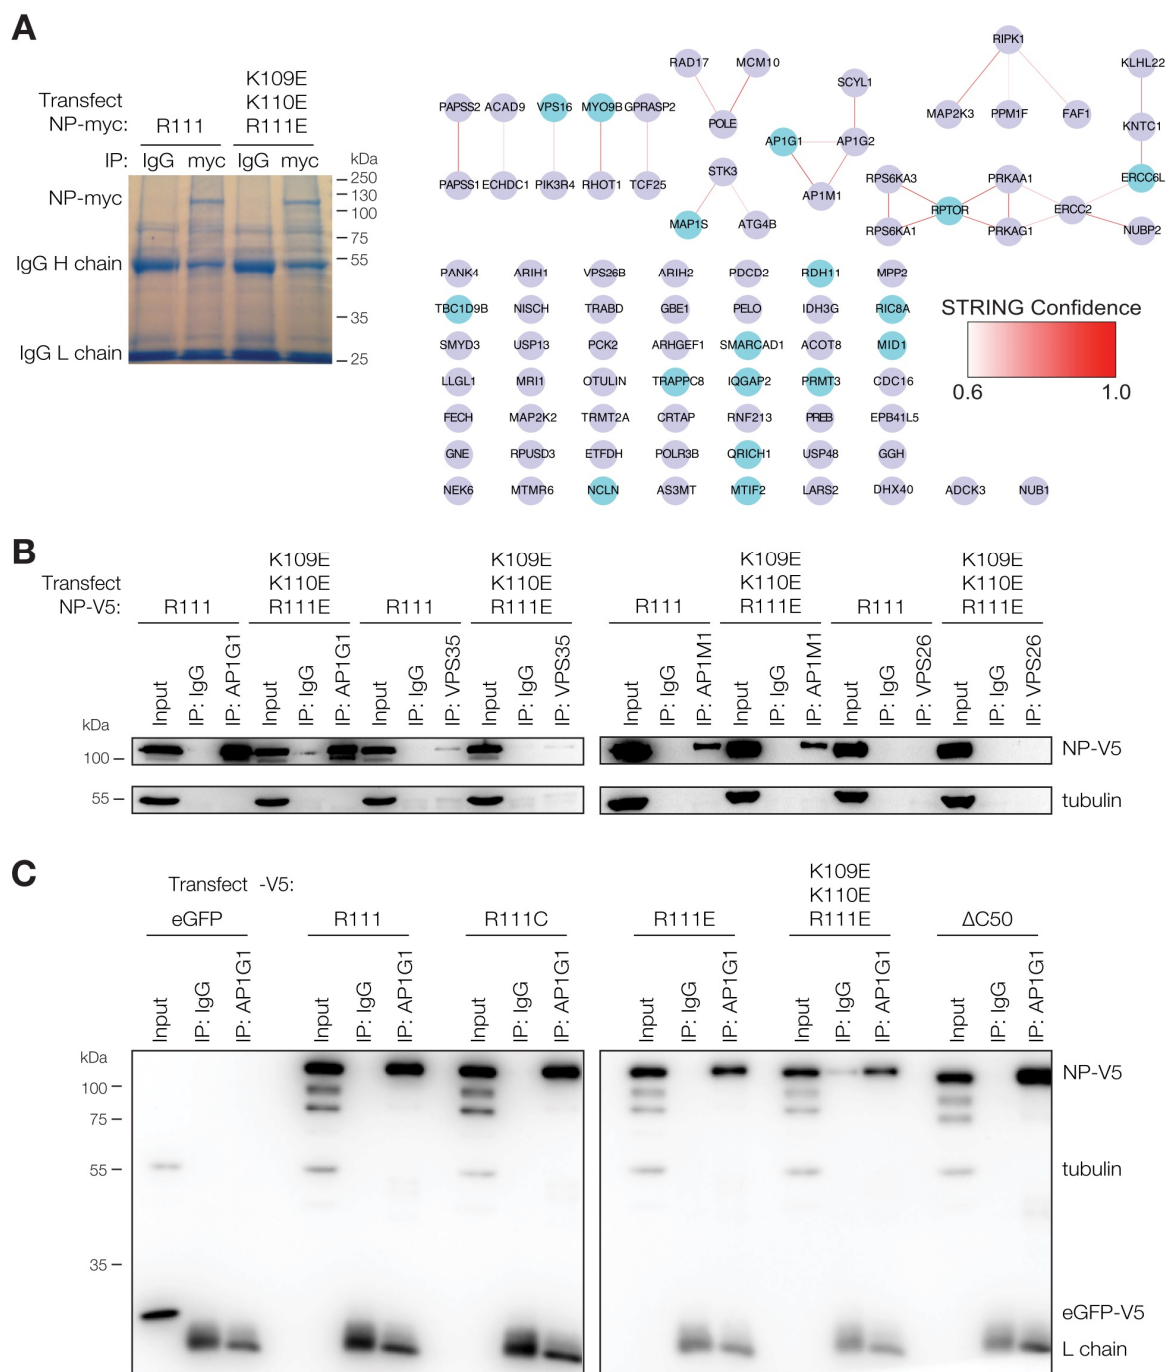 A
K109E
Transfect K110E
NP-myc: R111 R111E
IP: IgG myc IgG myc kDa
250
NP-myc 130
100
75
IgG H chain 55
35
IgG L chain 25
RIPK1
RAD17 MCM10 KLHL22
SCYL1
PAPSS2 ACAD9 VPS16 MYO9B GPRASP2 MAP2K3 PPM1F FAF1
POLE KNTC1
AP1G1 AP1G2
STK3 RPS6KA3 PRKAA1 ERCC6L
PAPSS1 ECHDC1 PIK3R4 RHOT1 TCF25 AP1M1
RPTOR ERCC2
MAP1S ATG4B RPS6KA1 PRKAG1 NUBP2
PANK4 ARIH1 VPS26B ARIH2 PDCD2 RDH11 MPP2
TBC1D9B NISCH TRABD GBE1 PELO IDH3G RIC8A
STRING Confidence
SMYD3 USP13 PCK2 ARHGEF1 SMARCAD1 ACOT8 MID1
LLGL1 MRI1 OTULIN TRAPPC8 IQGAP2 PRMT3 CDC16
0.6 1.0
FECH MAP2K2 TRMT2A CRTAP RNF213 PREB EPB41L5
GNE RPUSD3 ETFDH POLR3B QRICH1 USP48 GGH
NEK6 MTMR6 NCLN AS3MT MTIF2 LARS2 DHX40 ADCK3 NUB1
B
K109E K109E K109E K109E
Transfect K110E K110E K110E K110E
NP-V5: R111 R111E R111 R111E R111 R111E R111 R111E
Input IP: IgG IP: AP1G1 Input IP: IgG IP: AP1G1 Input IP: IgG IP: VPS35 Input IP: IgG IP: VPS35 Input IP: IgG IP: AP1M1 Input IP: IgG IP: AP1M1 Input IP: IgG IP: VPS26 Input IP: IgG IP: VPS26
kDa
100 NP-V5
55 tubulin
C
K109E
Transfect -V5: K110E
eGFP R111 R111C R111E R111E ΔC50
Input IP: IgG IP: AP1G1 Input IP: IgG IP: AP1G1 Input IP: IgG IP: AP1G1 Input IP: IgG IP: AP1G1 Input IP: IgG IP: AP1G1 Input IP: IgG IP: AP1G1
kDa
NP-V5
100
75
55 tubulin
35
eGFP-V5
L chain